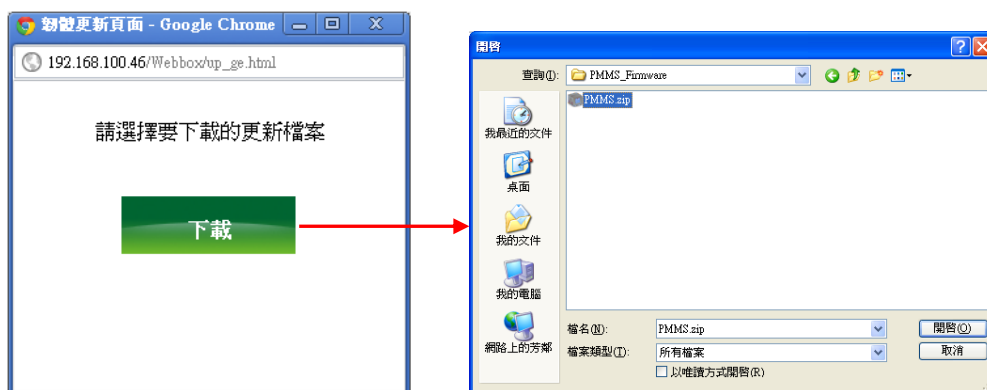 韌體更新頁面 - Google Chrome
192.168.100.46/Webbox/up_ge.html
請選擇要下載的更新檔案
下載
開啓
查詢(I):
PMMS_Firmware
PMMS.zip
我最近的文件
桌面
我的文件
我的電腦
網路上的芳鄰
檔名(N):
PMMS.zip
開啓(O)
檔案類型(T):
所有檔案
取消
以唯讀方式開啓(R)